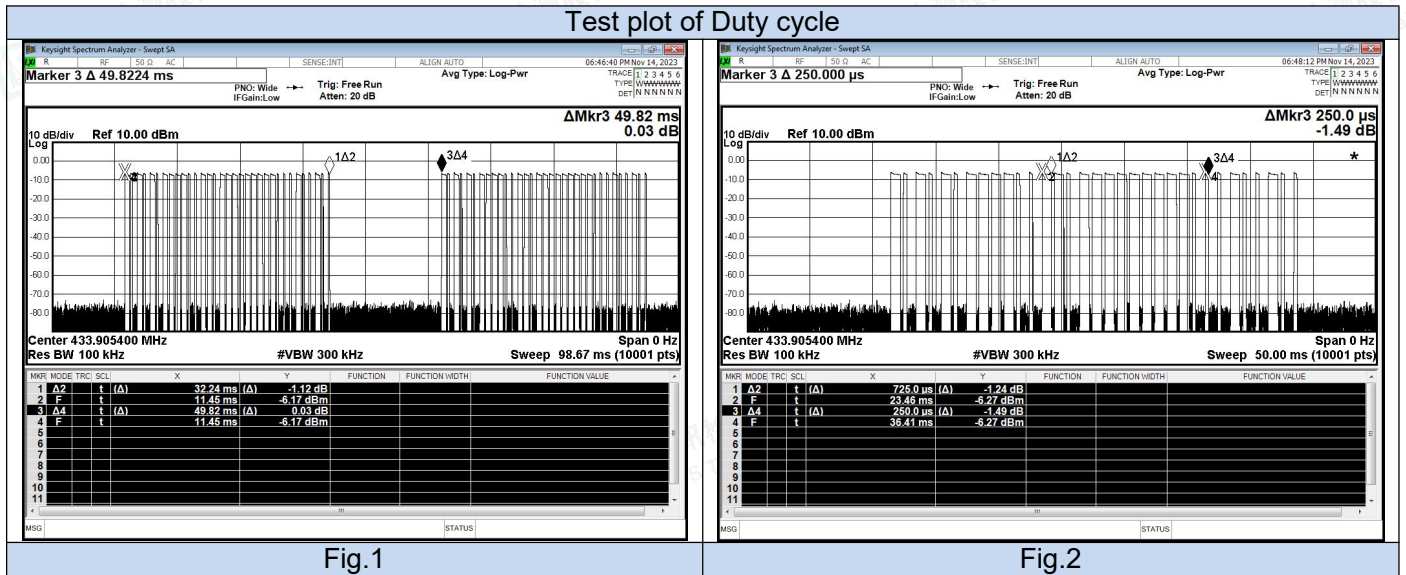 Test plot of Duty cycle
Keysight Spectrum Analyzer - Swept SA
LXI R RF 50 Ω AC SENSE:INT ALIGN AUTO 06:46:40 PM Nov 14, 2023
Marker 3 Δ 49.8224 ms
PNO: Wide Trig: Free Run
IFGain:Low Atten: 20 dB
Avg Type: Log-Pwr
TRACE 1 2 3 4 5 6
TYPE WWWWWW
DET N N N N N N
ΔMkr3 49.82 ms
0.03 dB
10 dB/div Ref 10.00 dBm
Log
0.00
-10.0
-20.0
-30.0
-40.0
-50.0
-60.0
-70.0
-80.0
1Δ2
3Δ4
Center 433.905400 MHz Span 0 Hz
Res BW 100 kHz #VBW 300 kHz Sweep 98.67 ms (10001 pts)
MKR MODE TRC SCL X Y FUNCTION FUNCTION WIDTH FUNCTION VALUE
1 Δ2 t (Δ) 32.24 ms (Δ) -1.12 dB
2 F t 11.45 ms -6.17 dBm
3 Δ4 t (Δ) 49.82 ms (Δ) 0.03 dB
4 F t 11.45 ms -6.17 dBm
5
6
7
8
9
10
11
MSG STATUS
Fig.1
Keysight Spectrum Analyzer - Swept SA
LXI R RF 50 Ω AC SENSE:INT ALIGN AUTO 06:48:12 PM Nov 14, 2023
Marker 3 Δ 250.000 µs
PNO: Wide Trig: Free Run
IFGain:Low Atten: 20 dB
Avg Type: Log-Pwr
TRACE 1 2 3 4 5 6
TYPE WWWWWW
DET N N N N N N
ΔMkr3 250.0 µs
-1.49 dB
10 dB/div Ref 10.00 dBm
Log
0.00
-10.0
-20.0
-30.0
-40.0
-50.0
-60.0
-70.0
-80.0
1Δ2
2
3Δ4
4
*
Center 433.905400 MHz Span 0 Hz
Res BW 100 kHz #VBW 300 kHz Sweep 50.00 ms (10001 pts)
MKR MODE TRC SCL X Y FUNCTION FUNCTION WIDTH FUNCTION VALUE
1 Δ2 t (Δ) 725.0 µs (Δ) -1.24 dB
2 F t 23.46 ms -6.27 dBm
3 Δ4 t (Δ) 250.0 µs (Δ) -1.49 dB
4 F t 36.41 ms -6.27 dBm
5
6
7
8
9
10
11
MSG STATUS
Fig.2